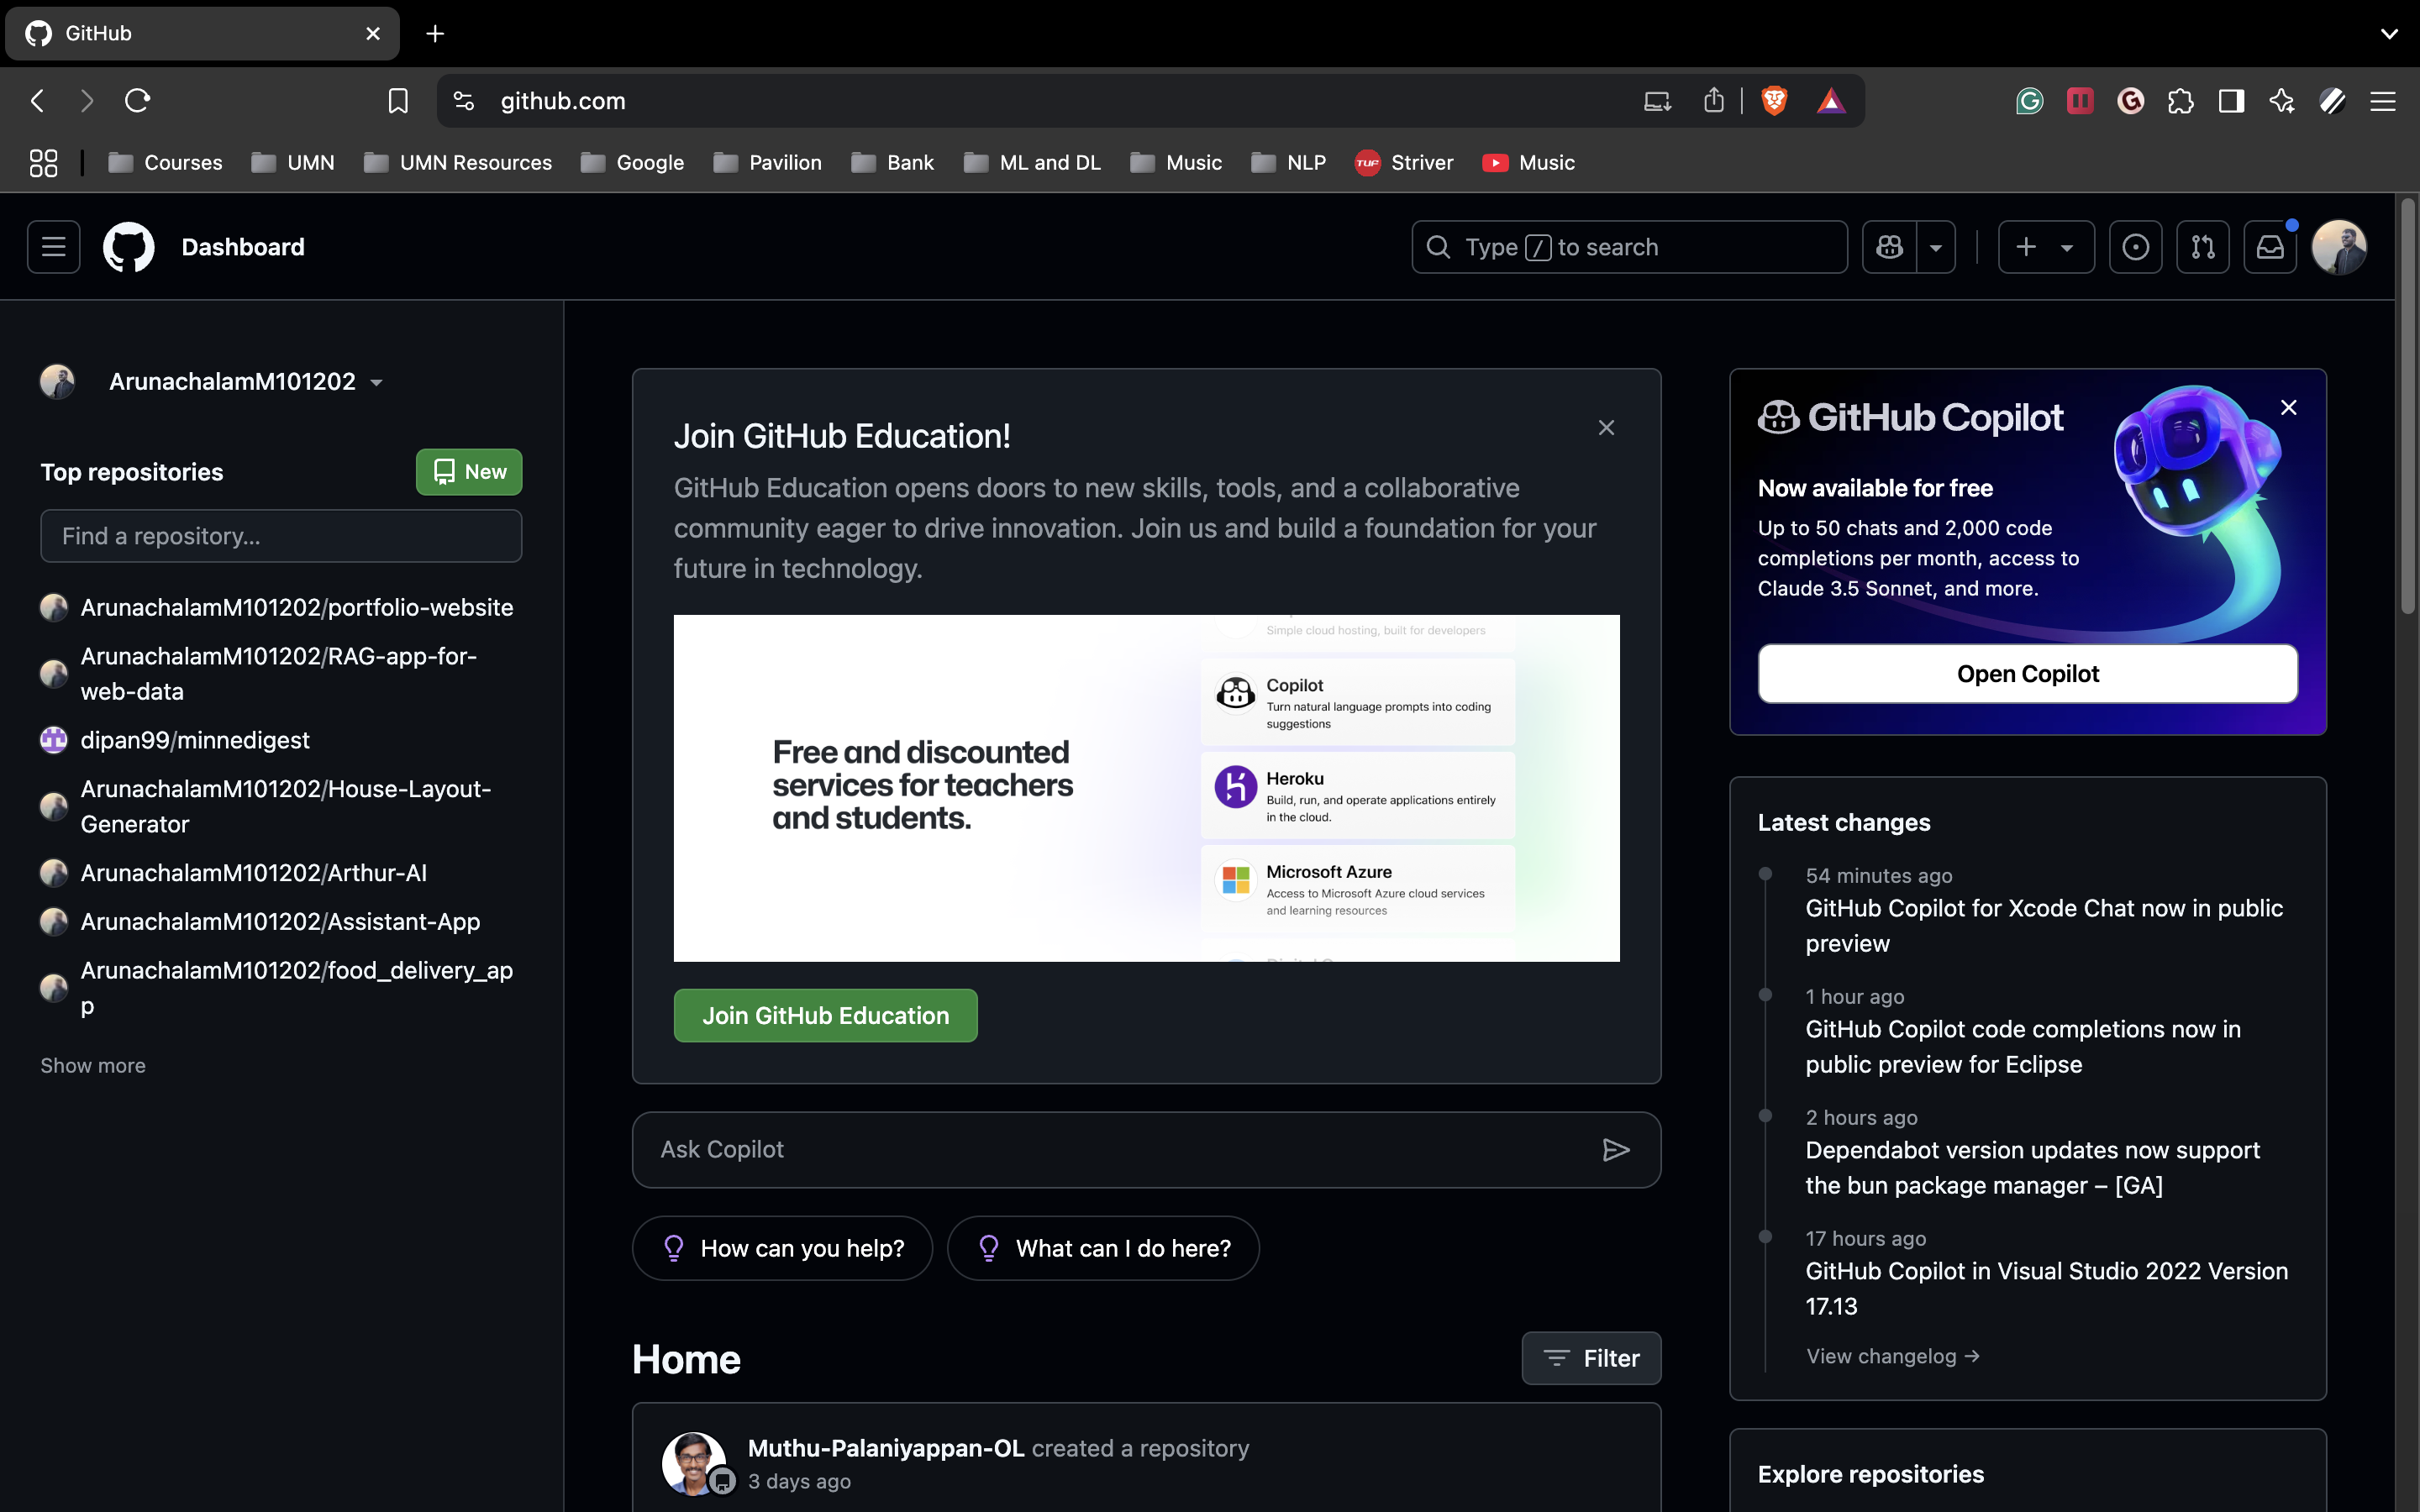 GitHub
github.com
Courses
UMN
UMN Resources
Google
Pavilion
Bank
ML and DL
Music
NLP
TUF
Striver
Music
Dashboard
Type / to search
ArunachalamM101202
Top repositories
New
Find a repository...
ArunachalamM101202/portfolio-website
ArunachalamM101202/RAG-app-for-
web-data
dipan99/minnedigest
ArunachalamM101202/House-Layout-
Generator
ArunachalamM101202/Arthur-AI
ArunachalamM101202/Assistant-App
ArunachalamM101202/food_delivery_ap
p
Show more
Join GitHub Education!
GitHub Education opens doors to new skills, tools, and a collaborative
community eager to drive innovation. Join us and build a foundation for your
future in technology.
Free and discounted
services for teachers
and students.
Simple cloud hosting, built for developers
Copilot
Turn natural language prompts into coding
suggestions
Heroku
Build, run, and operate applications entirely
in the cloud.
Microsoft Azure
Access to Microsoft Azure cloud services
and learning resources
Join GitHub Education
Ask Copilot
How can you help?
What can I do here?
Home
Filter
Muthu-Palaniyappan-OL created a repository
3 days ago
GitHub Copilot
Now available for free
Up to 50 chats and 2,000 code
completions per month, access to
Claude 3.5 Sonnet, and more.
Open Copilot
Latest changes
54 minutes ago
GitHub Copilot for Xcode Chat now in public
preview
1 hour ago
GitHub Copilot code completions now in
public preview for Eclipse
2 hours ago
Dependabot version updates now support
the bun package manager – [GA]
17 hours ago
GitHub Copilot in Visual Studio 2022 Version
17.13
View changelog →
Explore repositories